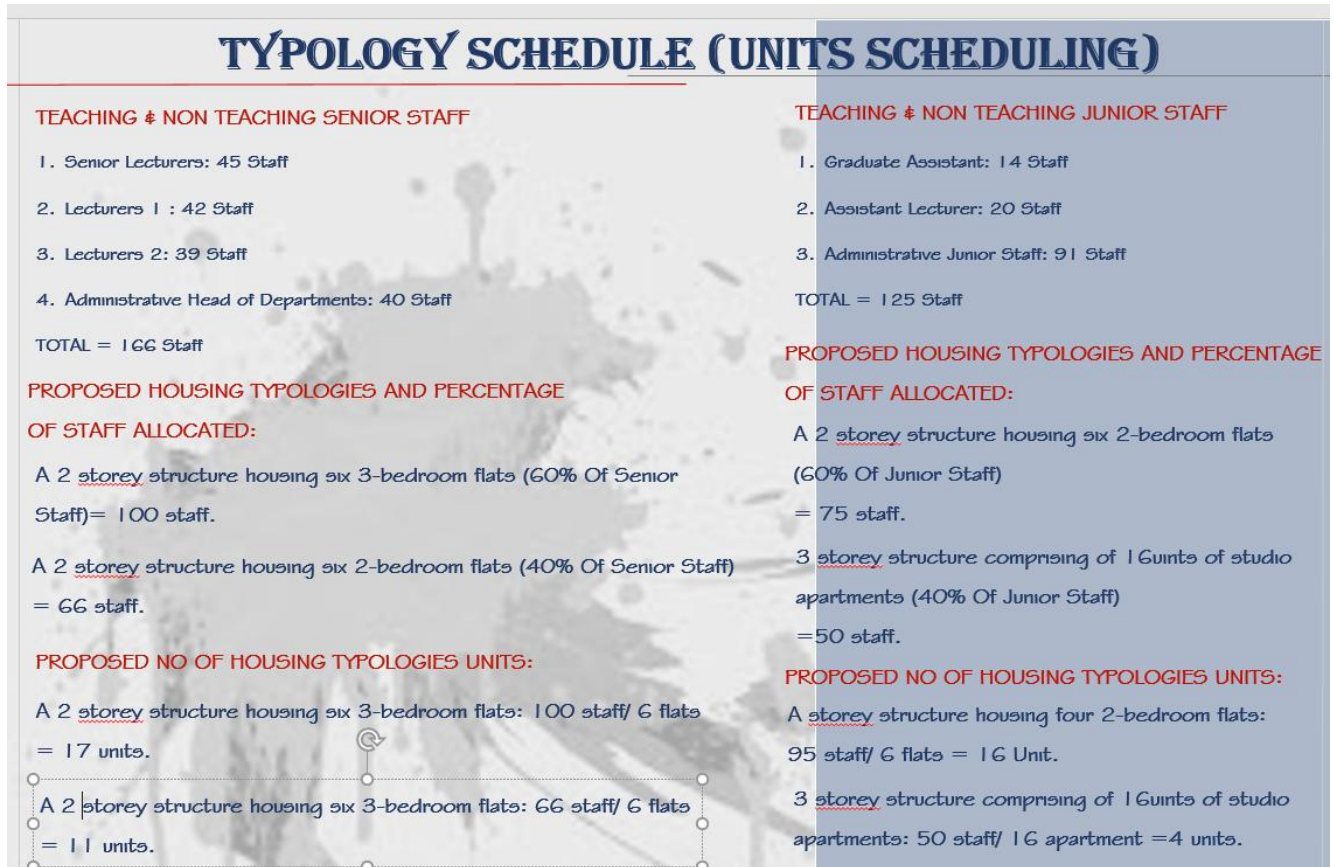 TYPOLOGY SCHEDULE (UNITS SCHEDULING)
TEACHING & NON TEACHING SENIOR STAFF
1. Senior Lecturers: 45 Staff
2. Lecturers 1 : 42 Staff
3. Lecturers 2: 39 Staff
4. Administrative Head of Departments: 40 Staff
TOTAL = 166 Staff
PROPOSED HOUSING TYPOLOGIES AND PERCENTAGE
OF STAFF ALLOCATED:
A 2 storey structure housing six 3-bedroom flats (60% Of Senior
Staff)= 100 staff.
A 2 storey structure housing six 2-bedroom flats (40% Of Senior Staff)
= 66 staff.
PROPOSED NO OF HOUSING TYPOLOGIES UNITS:
A 2 storey structure housing six 3-bedroom flats: 100 staff/ 6 flats
= 17 units.
A 2 storey structure housing six 3-bedroom flats: 66 staff/ 6 flats
= 11 units.
TEACHING & NON TEACHING JUNIOR STAFF
1. Graduate Assistant: 14 Staff
2. Assistant Lecturer: 20 Staff
3. Administrative Junior Staff: 91 Staff
TOTAL = 125 Staff
PROPOSED HOUSING TYPOLOGIES AND PERCENTAGE
OF STAFF ALLOCATED:
A 2 storey structure housing six 2-bedroom flats
(60% Of Junior Staff)
= 75 staff.
3 storey structure comprising of 16uints of studio
apartments (40% Of Junior Staff)
=50 staff.
PROPOSED NO OF HOUSING TYPOLOGIES UNITS:
A storey structure housing four 2-bedroom flats:
95 staff/ 6 flats = 16 Unit.
3 storey structure comprising of 16uints of studio
apartments: 50 staff/ 16 apartment =4 units.